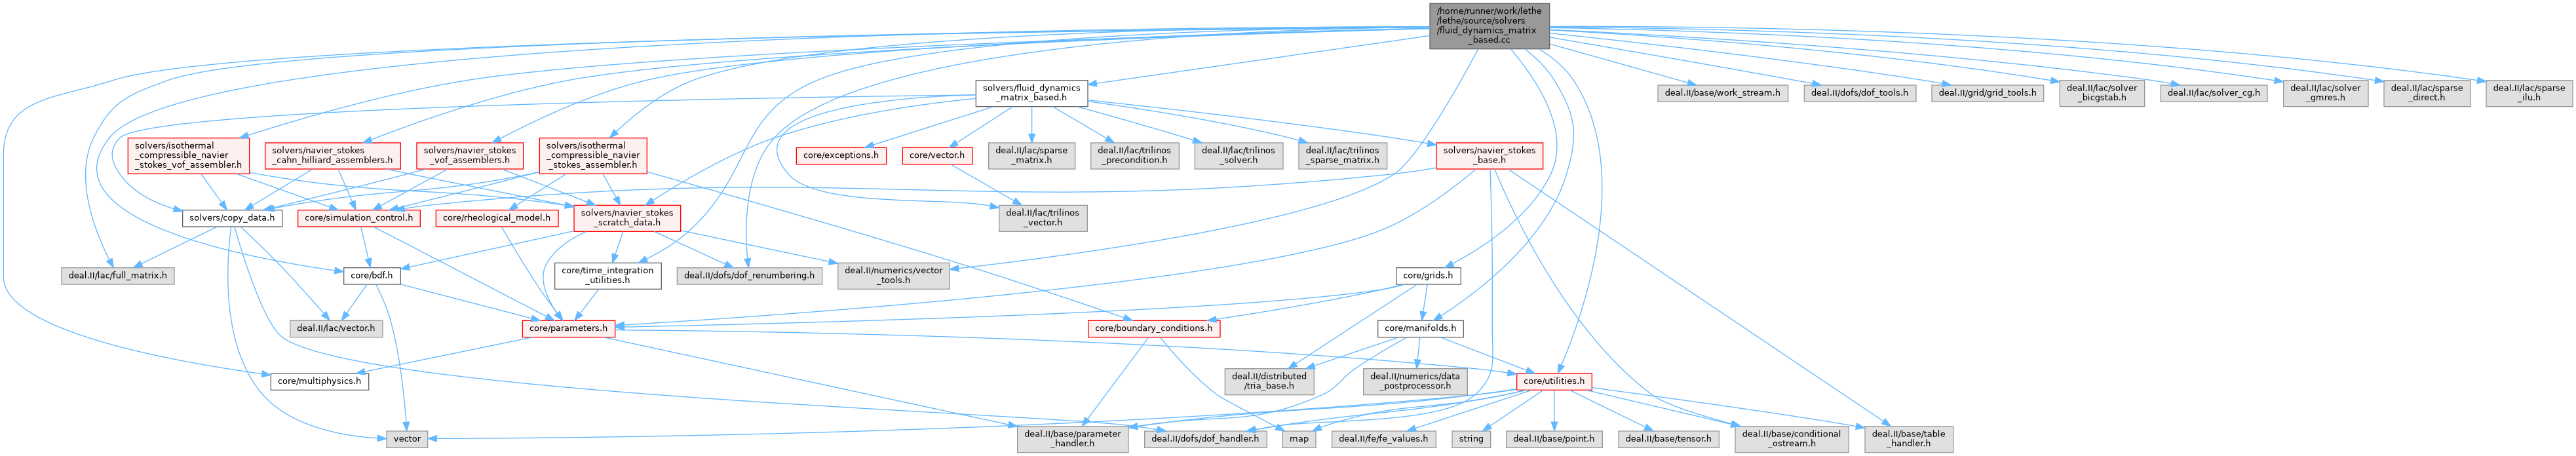 /home/runner/work/lethe
/lethe/source/solvers
/fluid_dynamics_matrix
_based.cc
solvers/fluid_dynamics
_matrix_based.h
deal.II/base/work_stream.h
deal.II/dofs/dof_tools.h
deal.II/grid/grid_tools.h
deal.II/lac/solver
_bicgstab.h
deal.II/lac/solver_cg.h
deal.II/lac/solver
_gmres.h
deal.II/lac/sparse
_direct.h
deal.II/lac/sparse
_ilu.h
solvers/isothermal
_compressible_navier
_stokes_vof_assembler.h
solvers/navier_stokes
_cahn_hilliard_assemblers.h
solvers/navier_stokes
_vof_assemblers.h
solvers/isothermal
_compressible_navier
_stokes_assembler.h
core/exceptions.h
core/vector.h
deal.II/lac/sparse
_matrix.h
deal.II/lac/trilinos
_precondition.h
deal.II/lac/trilinos
_solver.h
deal.II/lac/trilinos
_sparse_matrix.h
solvers/navier_stokes
_base.h
solvers/copy_data.h
core/simulation_control.h
core/rheological_model.h
solvers/navier_stokes
_scratch_data.h
deal.II/lac/trilinos
_vector.h
deal.II/lac/full_matrix.h
core/bdf.h
core/time_integration
_utilities.h
deal.II/dofs/dof_renumbering.h
deal.II/numerics/vector
_tools.h
core/grids.h
deal.II/lac/vector.h
core/parameters.h
core/boundary_conditions.h
core/manifolds.h
core/multiphysics.h
deal.II/distributed
/tria_base.h
deal.II/numerics/data
_postprocessor.h
core/utilities.h
vector
deal.II/base/parameter
_handler.h
deal.II/dofs/dof_handler.h
map
deal.II/fe/fe_values.h
string
deal.II/base/point.h
deal.II/base/tensor.h
deal.II/base/conditional
_ostream.h
deal.II/base/table
_handler.h